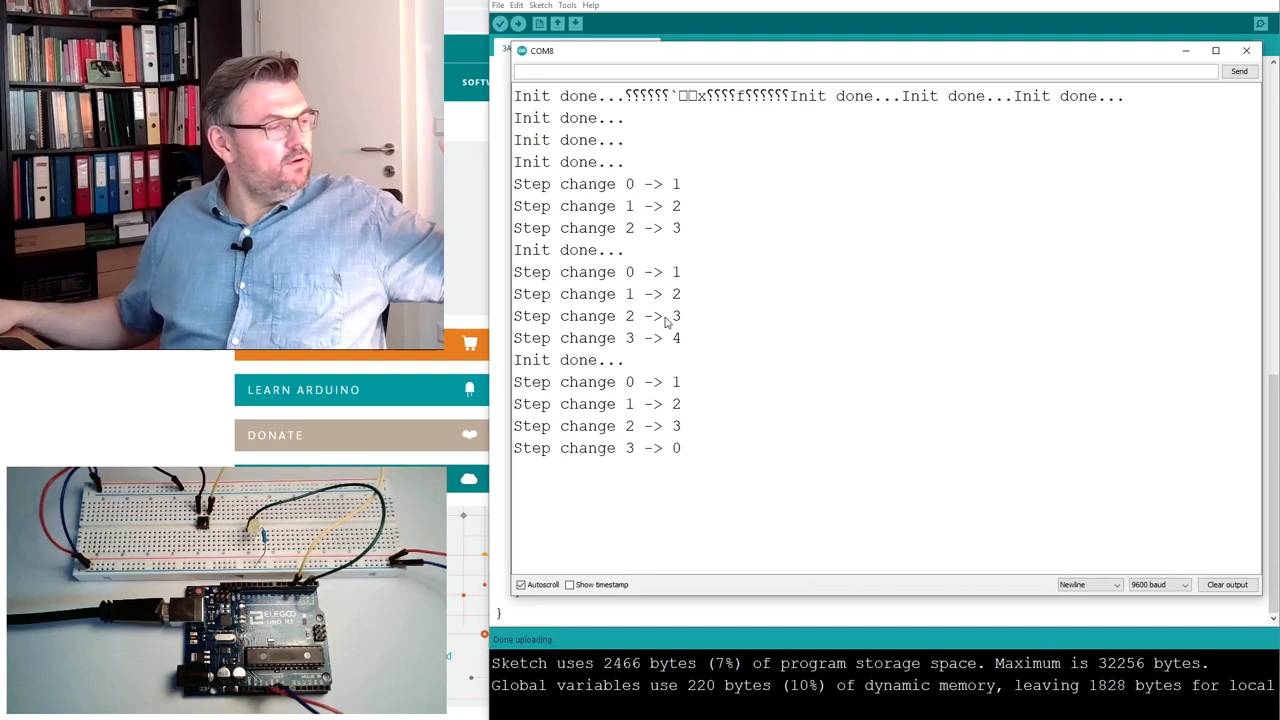 File Edit Sketch Tools Help
SOFTW
3A
COM8
Send
Init done...⸮⸮⸮⸮⸮⸮`□□x⸮⸮⸮⸮f⸮⸮⸮⸮⸮⸮Init done...Init done...Init done...
Init done...
Init done...
Init done...
Step change 0 -> 1
Step change 1 -> 2
Step change 2 -> 3
Init done...
Step change 0 -> 1
Step change 1 -> 2
Step change 2 -> 3
Step change 3 -> 4
Init done...
Step change 0 -> 1
Step change 1 -> 2
Step change 2 -> 3
Step change 3 -> 0
LEARN ARDUINO
DONATE
ELEGOO
UNO R3
Autoscroll
Show timestamp
Newline
9600 baud
Clear output
}
d
Done uploading.
Sketch uses 2466 bytes (7%) of program storage space. Maximum is 32256 bytes.
Global variables use 220 bytes (10%) of dynamic memory, leaving 1828 bytes for local